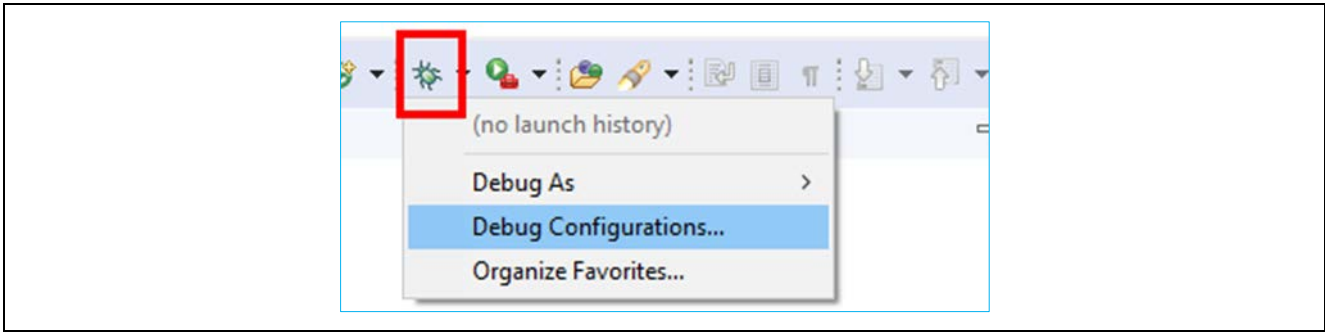 (no launch history)
Debug As
Debug Configurations...
Organize Favorites...